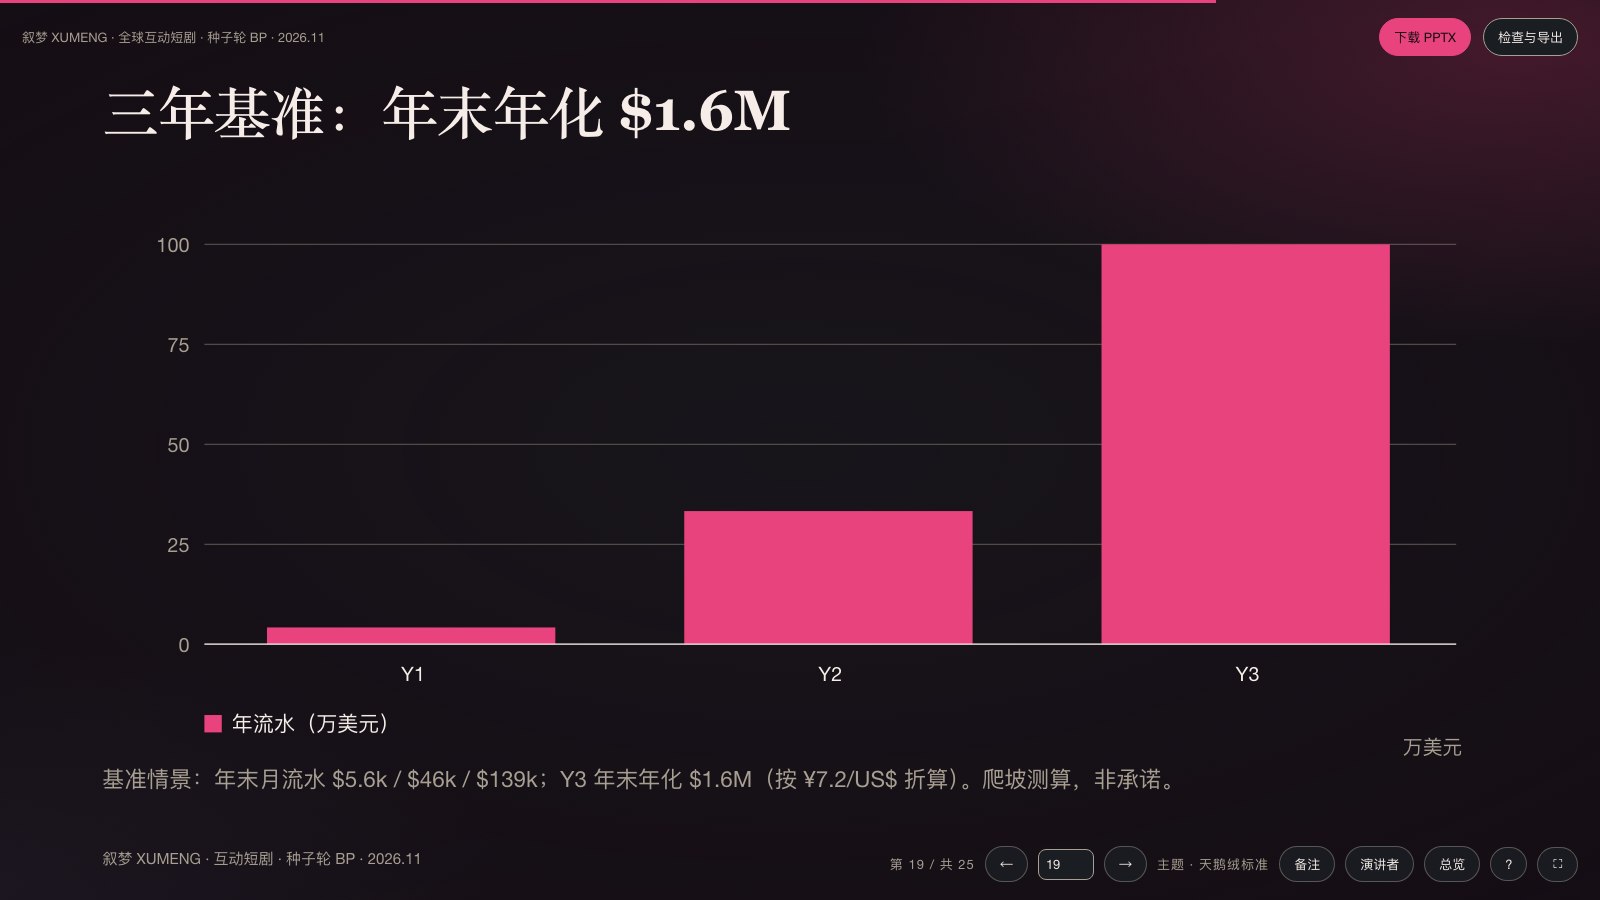 叙梦 XUMENG · 全球互动短剧 · 种子轮 BP · 2026.11
下载 PPTX
检查与导出
三年基准：年末年化 $1.6M
100
75
50
25
0
Y1
Y2
Y3
年流水（万美元）
万美元
基准情景：年末月流水 $5.6k / $46k / $139k；Y3 年末年化 $1.6M（按 ¥7.2/US$ 折算）。爬坡测算，非承诺。
叙梦 XUMENG · 互动短剧 · 种子轮 BP · 2026.11
第 19 / 共 25
←
19
→
主题 · 天鹅绒标准
备注
演讲者
总览
?